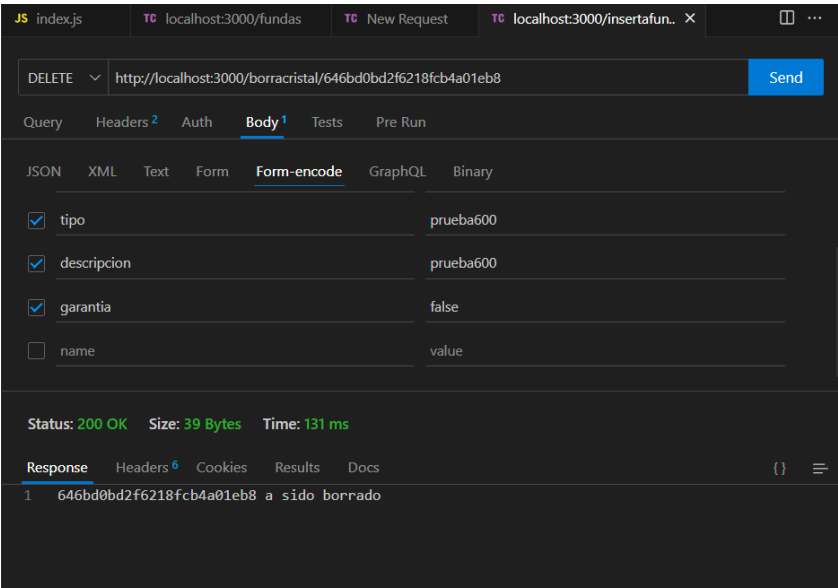 JS index.js TC localhost:3000/fundas TC New Request TC localhost:3000/insertafun..
DELETE http://localhost:3000/borracristal/646bd0bd2f6218fcb4a01eb8 Send
Query Headers 2 Auth Body 1 Tests Pre Run
JSON XML Text Form Form-encode GraphQL Binary
tipo prueba600
descripcion prueba600
garantia false
name value
Status: 200 OK Size: 39 Bytes Time: 131 ms
Response Headers 6 Cookies Results Docs { }
1 646bd0bd2f6218fcb4a01eb8 a sido borrado